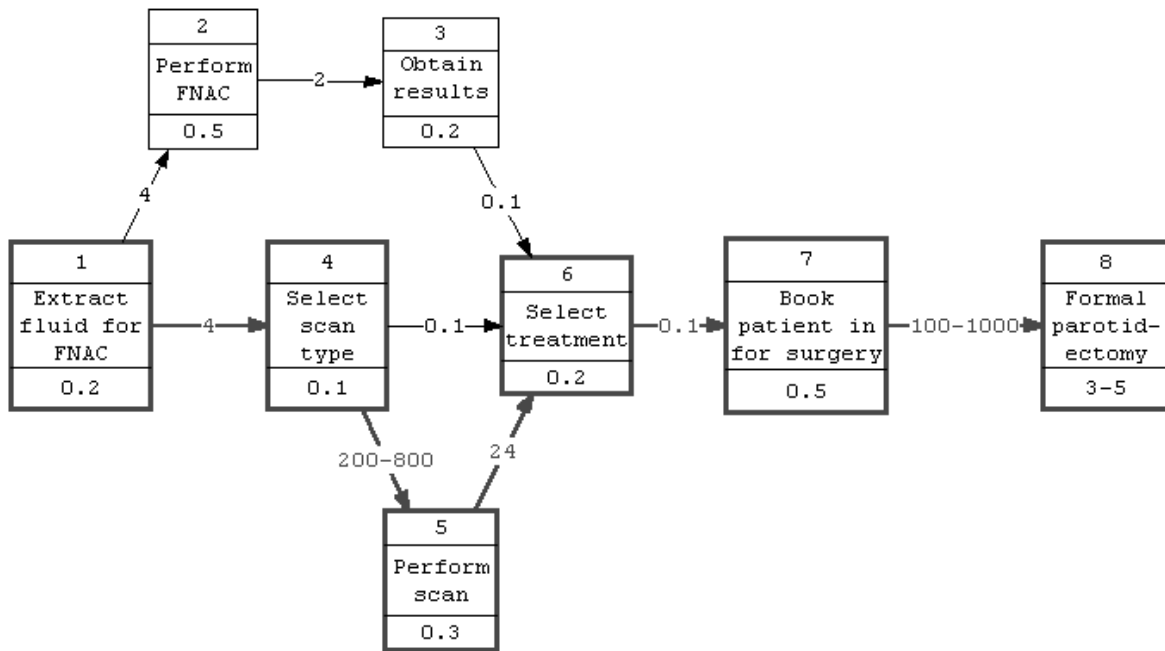 2
Perform
FNAC
0.5
2
3
Obtain
results
0.2
4
0.1
1
Extract
fluid for
FNAC
0.2
4
4
Select
scan
type
0.1
0.1
6
Select
treatment
0.2
0.1
7
Book
patient in
for surgery
0.5
100-1000
8
Formal
parotid-
ectomy
3-5
200-800
24
5
Perform
scan
0.3